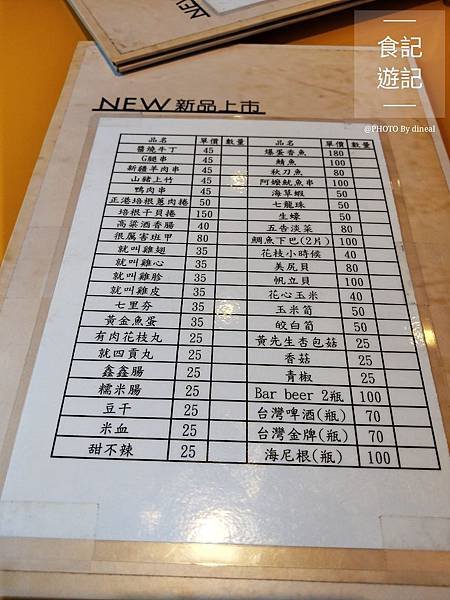 食記
遊記
@PHOTO By dineal
NEW
NEW 新品上市
品名 單價 數量 品名 單價 數量
醬燒牛丁 45 爆蛋香魚 180
G腿串 45 鯖魚 100
新疆羊肉串 45 秋刀魚 80
山豬上竹 45 阿嬤魷魚串 100
鴨肉串 45 海草蝦 50
正港培根蔥肉捲 50 七龍珠 50
培根干貝捲 150 生蠔 50
高粱酒香腸 40 五告淡菜 80
很厲害班甲 80 鯛魚下巴(2片) 100
就叫雞翅 35 花枝小時候 40
就叫雞心 35 美尻貝 80
就叫雞胗 35 帆立貝 100
就叫雞皮 35 花心玉米 40
七里夯 35 玉米筍 50
黃金魚蛋 35 皎白筍 50
有肉花枝丸 25 黃先生杏包菇 25
就四貢丸 25 香菇 25
鑫鑫腸 25 青椒 25
糯米腸 25 Bar beer 2瓶 100
豆干 25 台灣啤酒(瓶) 70
米血 25 台灣金牌(瓶) 70
甜不辣 25 海尼根(瓶) 100